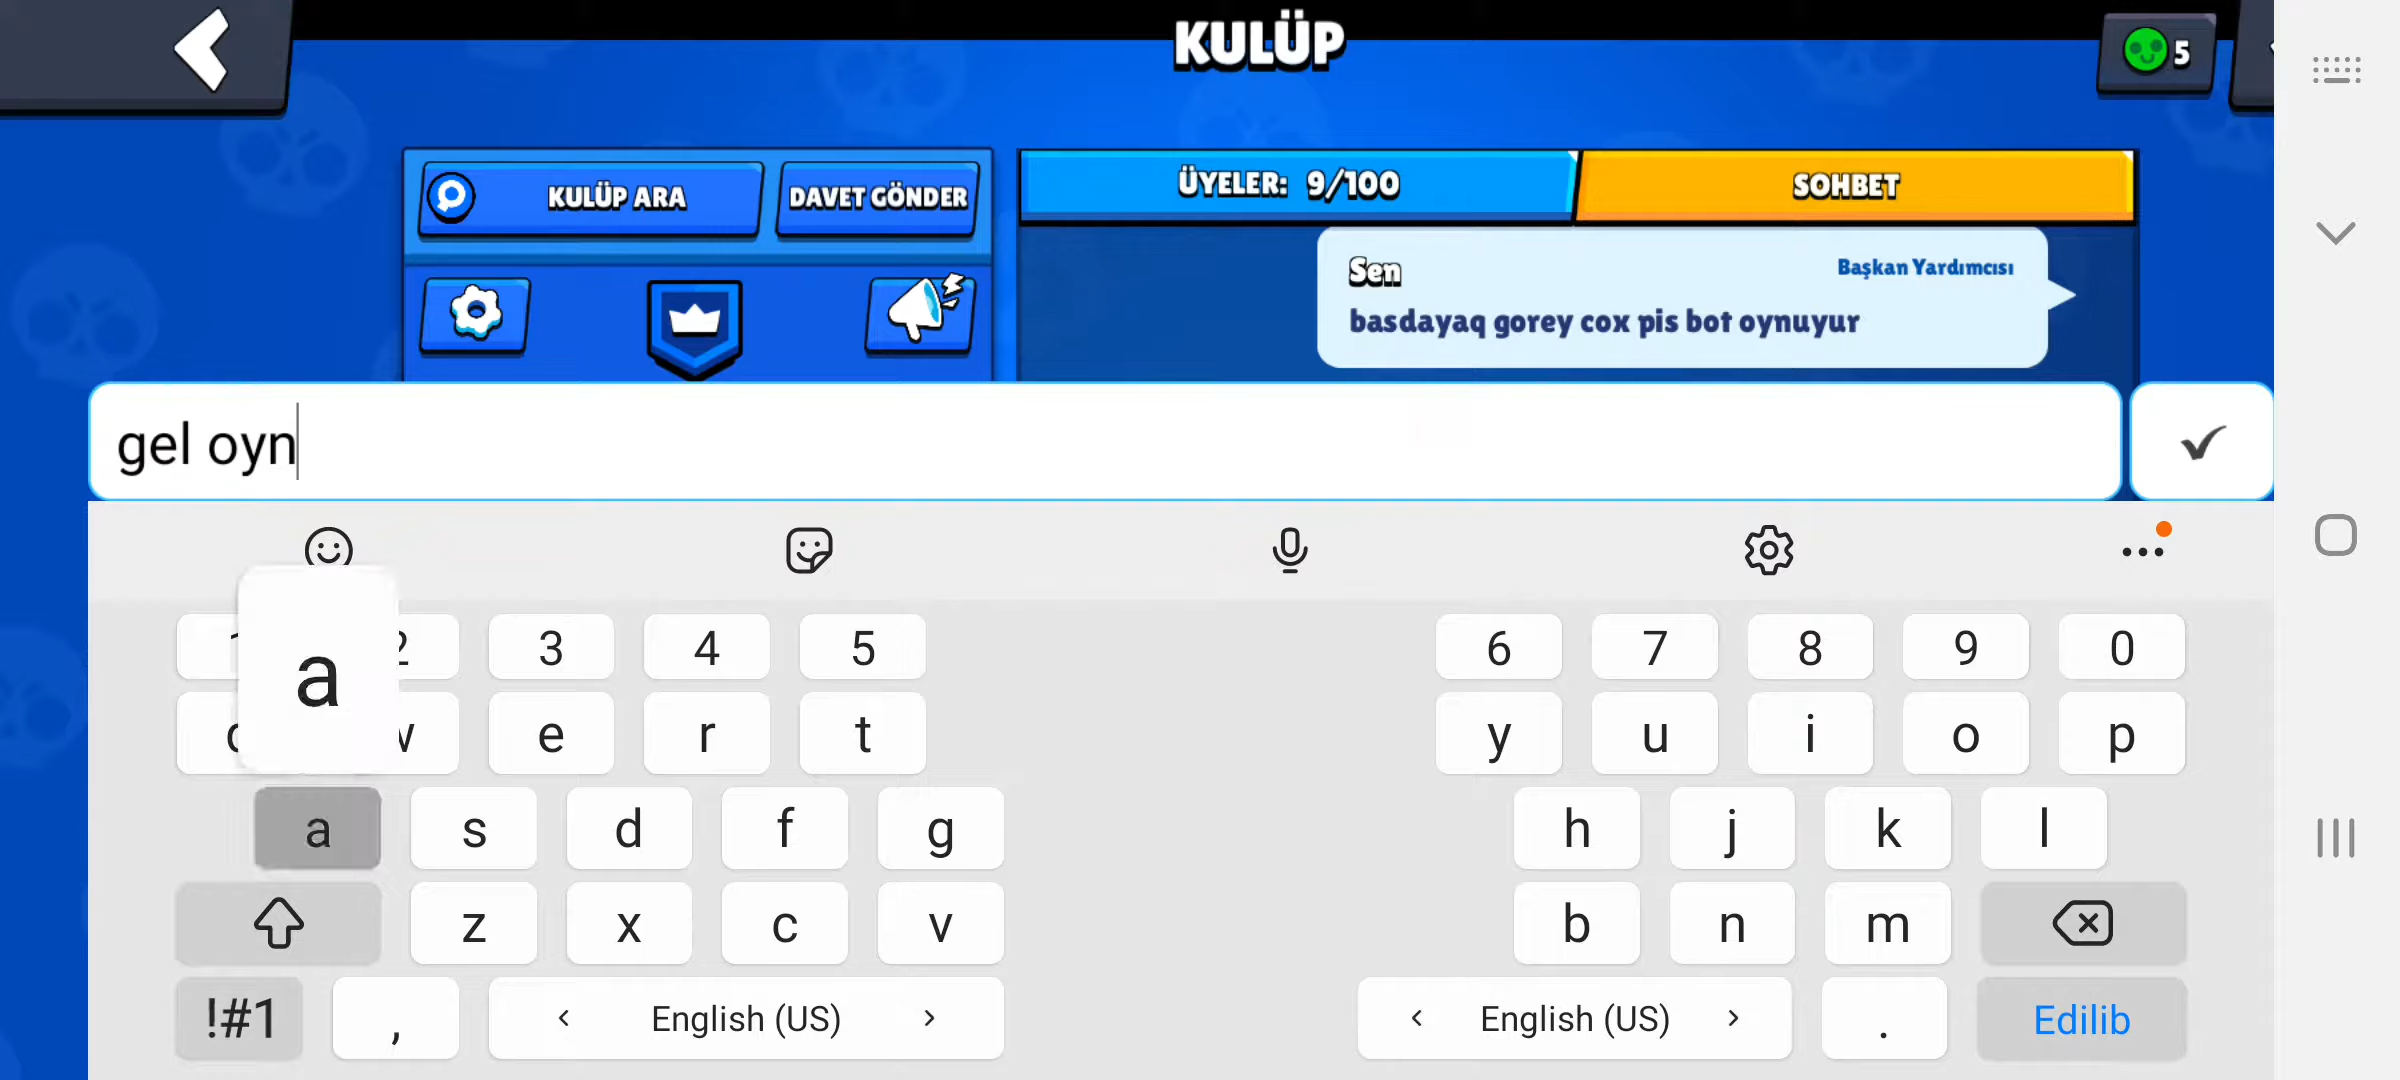 KULÜP
5
KULÜP ARA
DAVET GÖNDER
ÜYELER: 9/100
SOHBET
Sen
Başkan Yardımcısı
basdayaq gorey cox pis bot oynuyur
gel oyn
a
3 4 5 6 7 8 9 0
e r t y u i o p
a s d f g h j k l
z x c v b n m
!#1 , < English (US) > < English (US) > . Edilib